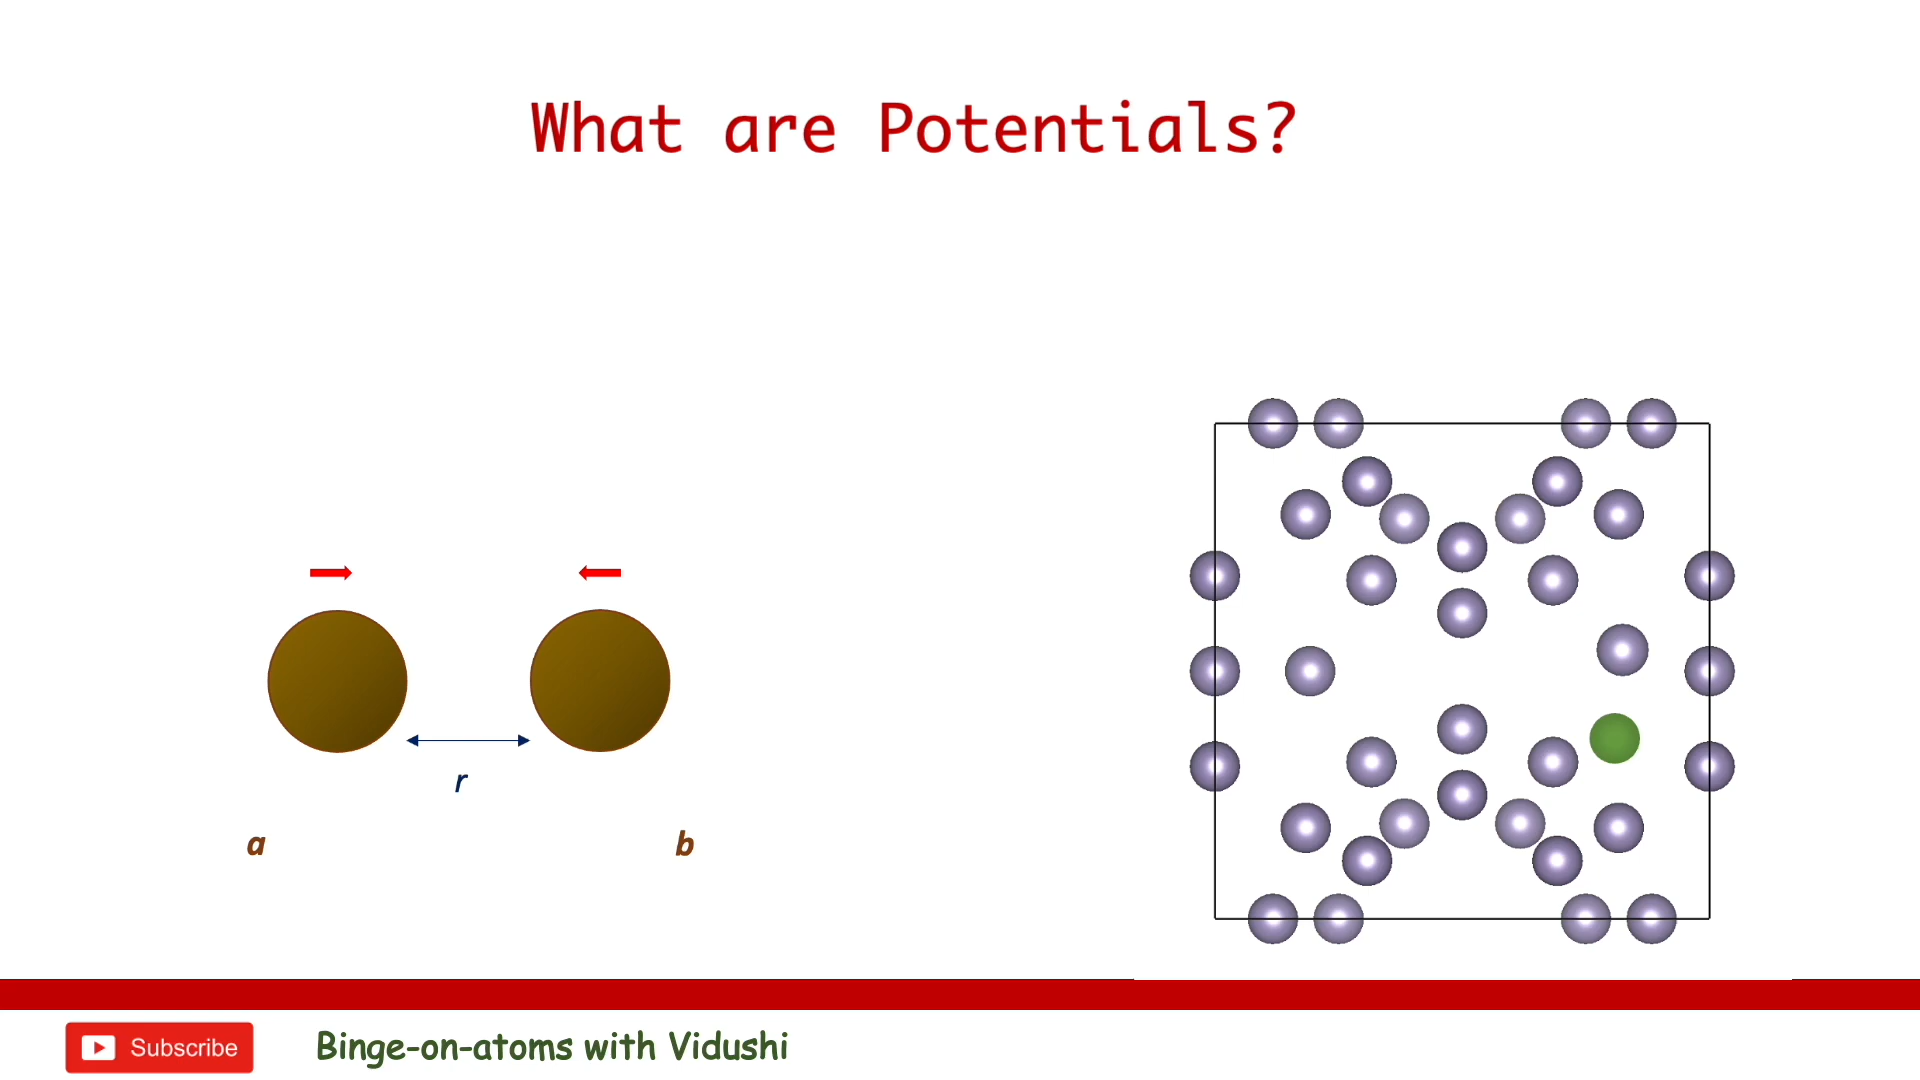 What are Potentials?
r
a
b
Subscribe
Binge-on-atoms with Vidushi